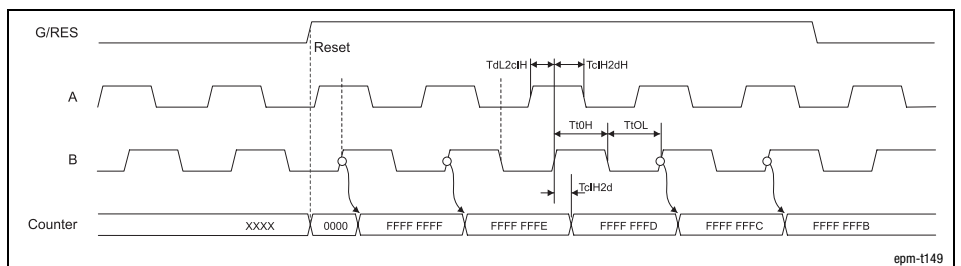 G/RES
Reset
TdL2clH TclH2dH
A
Tt0H TtOL
B
TclH2d
Counter XXXX 0000 FFFF FFFF FFFF FFFE FFFF FFFD FFFF FFFC FFFF FFFB
epm-t149